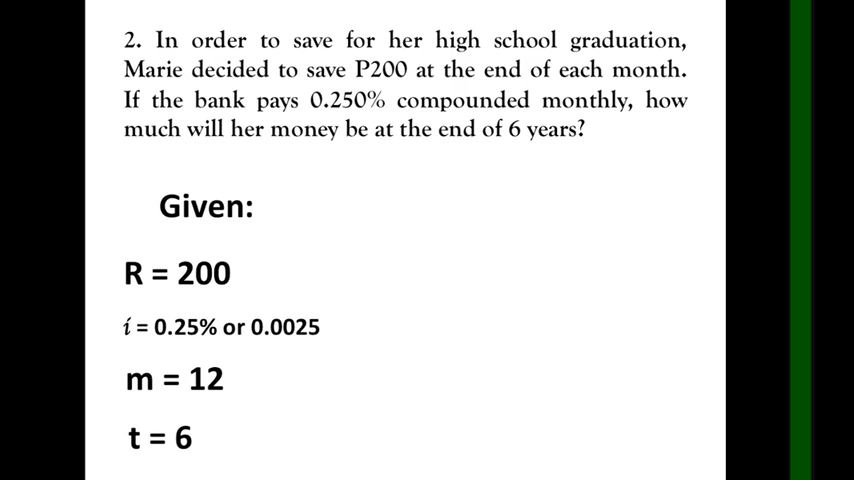 2. In order to save for her high school graduation,
Marie decided to save P200 at the end of each month.
If the bank pays 0.250% compounded monthly, how
much will her money be at the end of 6 years?
Given:
R = 200
í = 0.25% or 0.0025
m = 12
t = 6